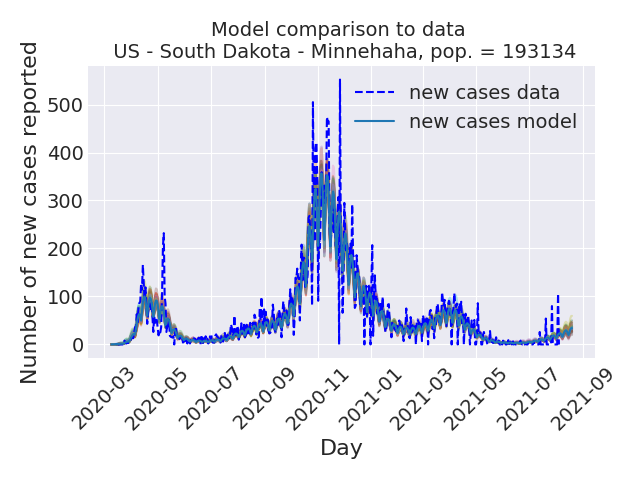 Model comparison to data
US - South Dakota - Minnehaha, pop. = 193134
Number of new cases reported
500
400
300
200
100
0
new cases data
new cases model
2020-03
2020-05
2020-07
2020-09
2020-11
2021-01
2021-03
2021-05
2021-07
2021-09
Day